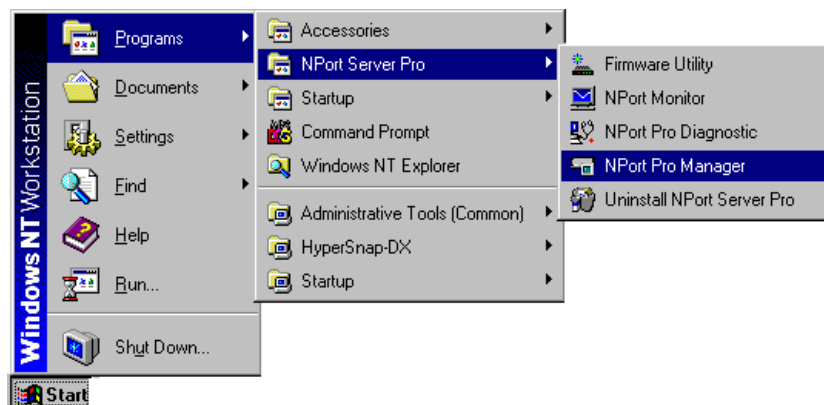 Programs
Documents
Settings
Find
Help
Run...
Shut Down...
Windows NT Workstation
Start
Accessories
NPort Server Pro
Startup
Command Prompt
Windows NT Explorer
Administrative Tools (Common)
HyperSnap-DX
Startup
Firmware Utility
NPort Monitor
NPort Pro Diagnostic
NPort Pro Manager
Uninstall NPort Server Pro